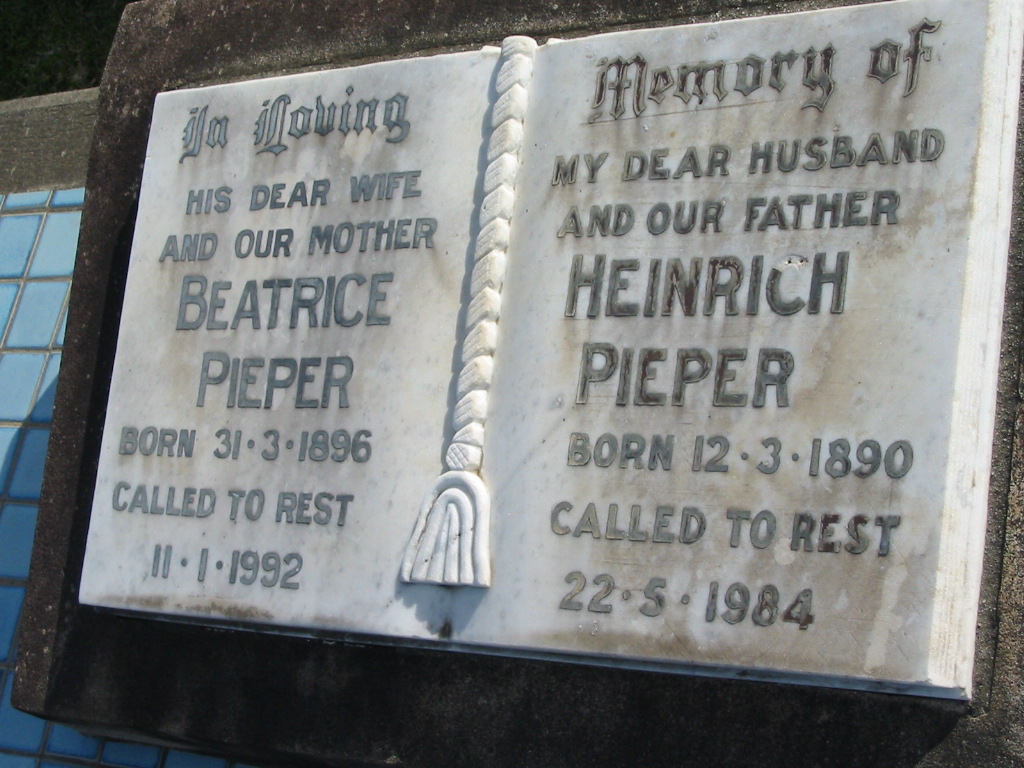 In Loving
HIS DEAR WIFE
AND OUR MOTHER
BEATRICE
PIEPER
BORN 31·3·1896
CALLED TO REST
11·1·1992
Memory of
MY DEAR HUSBAND
AND OUR FATHER
HEINRICH
PIEPER
BORN 12·3·1890
CALLED TO REST
22·5·1984